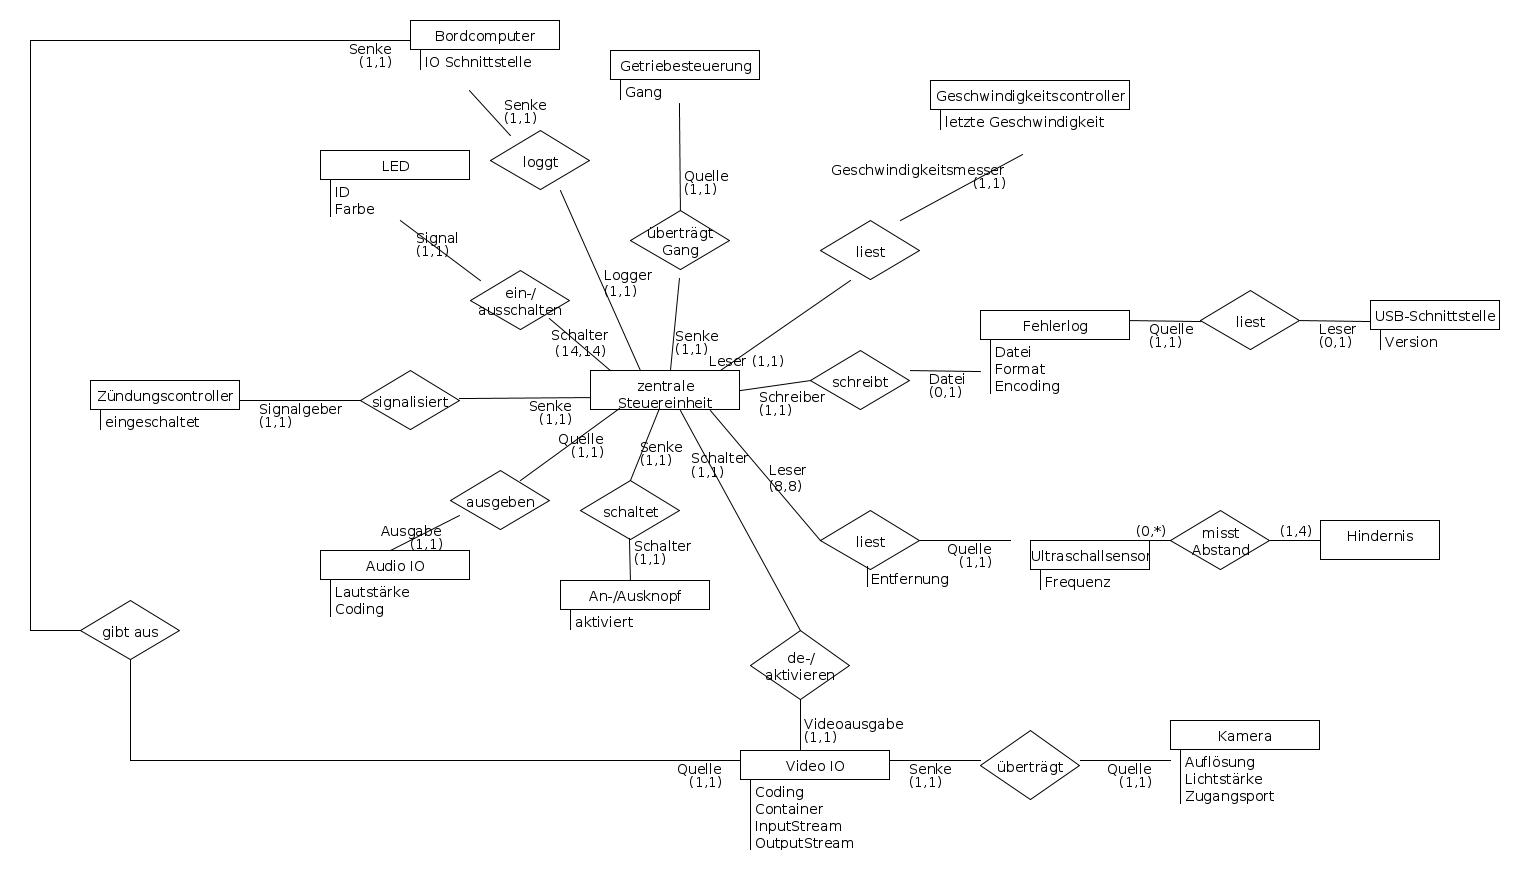 Bordcomputer
IO Schnittstelle
Senke
(1,1)
Getriebesteuerung
Gang
Geschwindigkeitscontroller
letzte Geschwindigkeit
Senke
(1,1)
loggt
LED
ID
Farbe
Quelle
(1,1)
Geschwindigkeitsmesser
(1,1)
Signal
(1,1)
überträgt
Gang
liest
ein-/
ausschalten
Logger
(1,1)
Schalter
(14,14)
Senke
(1,1)
Leser (1,1)
Fehlerlog
Datei
Format
Encoding
Quelle
(1,1)
liest
Leser
(0,1)
USB-Schnittstelle
Version
zentrale
Steuereinheit
Schreiber
(1,1)
schreibt
Datei
(0,1)
Zündungscontroller
eingeschaltet
Signalgeber
(1,1)
signalisiert
Senke
(1,1)
Quelle
(1,1)
Senke
(1,1)
Schalter
(1,1)
Leser
(8,8)
ausgeben
schaltet
Ausgabe
(1,1)
Audio IO
Lautstärke
Coding
Schalter
(1,1)
An-/Ausknopf
aktiviert
liest
Entfernung
Quelle
(1,1)
Ultraschallsensor
Frequenz
(0,*)
misst
Abstand
(1,4)
Hindernis
gibt aus
de-/
aktivieren
Videoausgabe
(1,1)
Quelle
(1,1)
Video IO
Coding
Container
InputStream
OutputStream
Senke
(1,1)
überträgt
Quelle
(1,1)
Kamera
Auflösung
Lichtstärke
Zugangsport